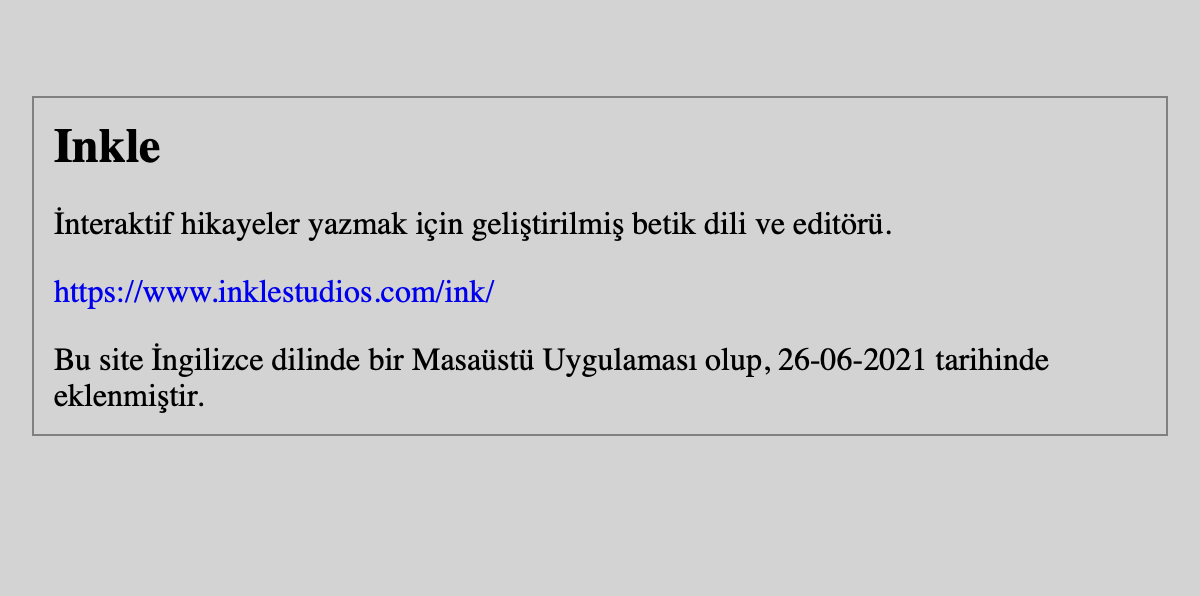 Inkle
İnteraktif hikayeler yazmak için geliştirilmiş betik dili ve editörü.
https://www.inklestudios.com/ink/
Bu site İngilizce dilinde bir Masaüstü Uygulaması olup, 26-06-2021 tarihinde
eklenmiştir.